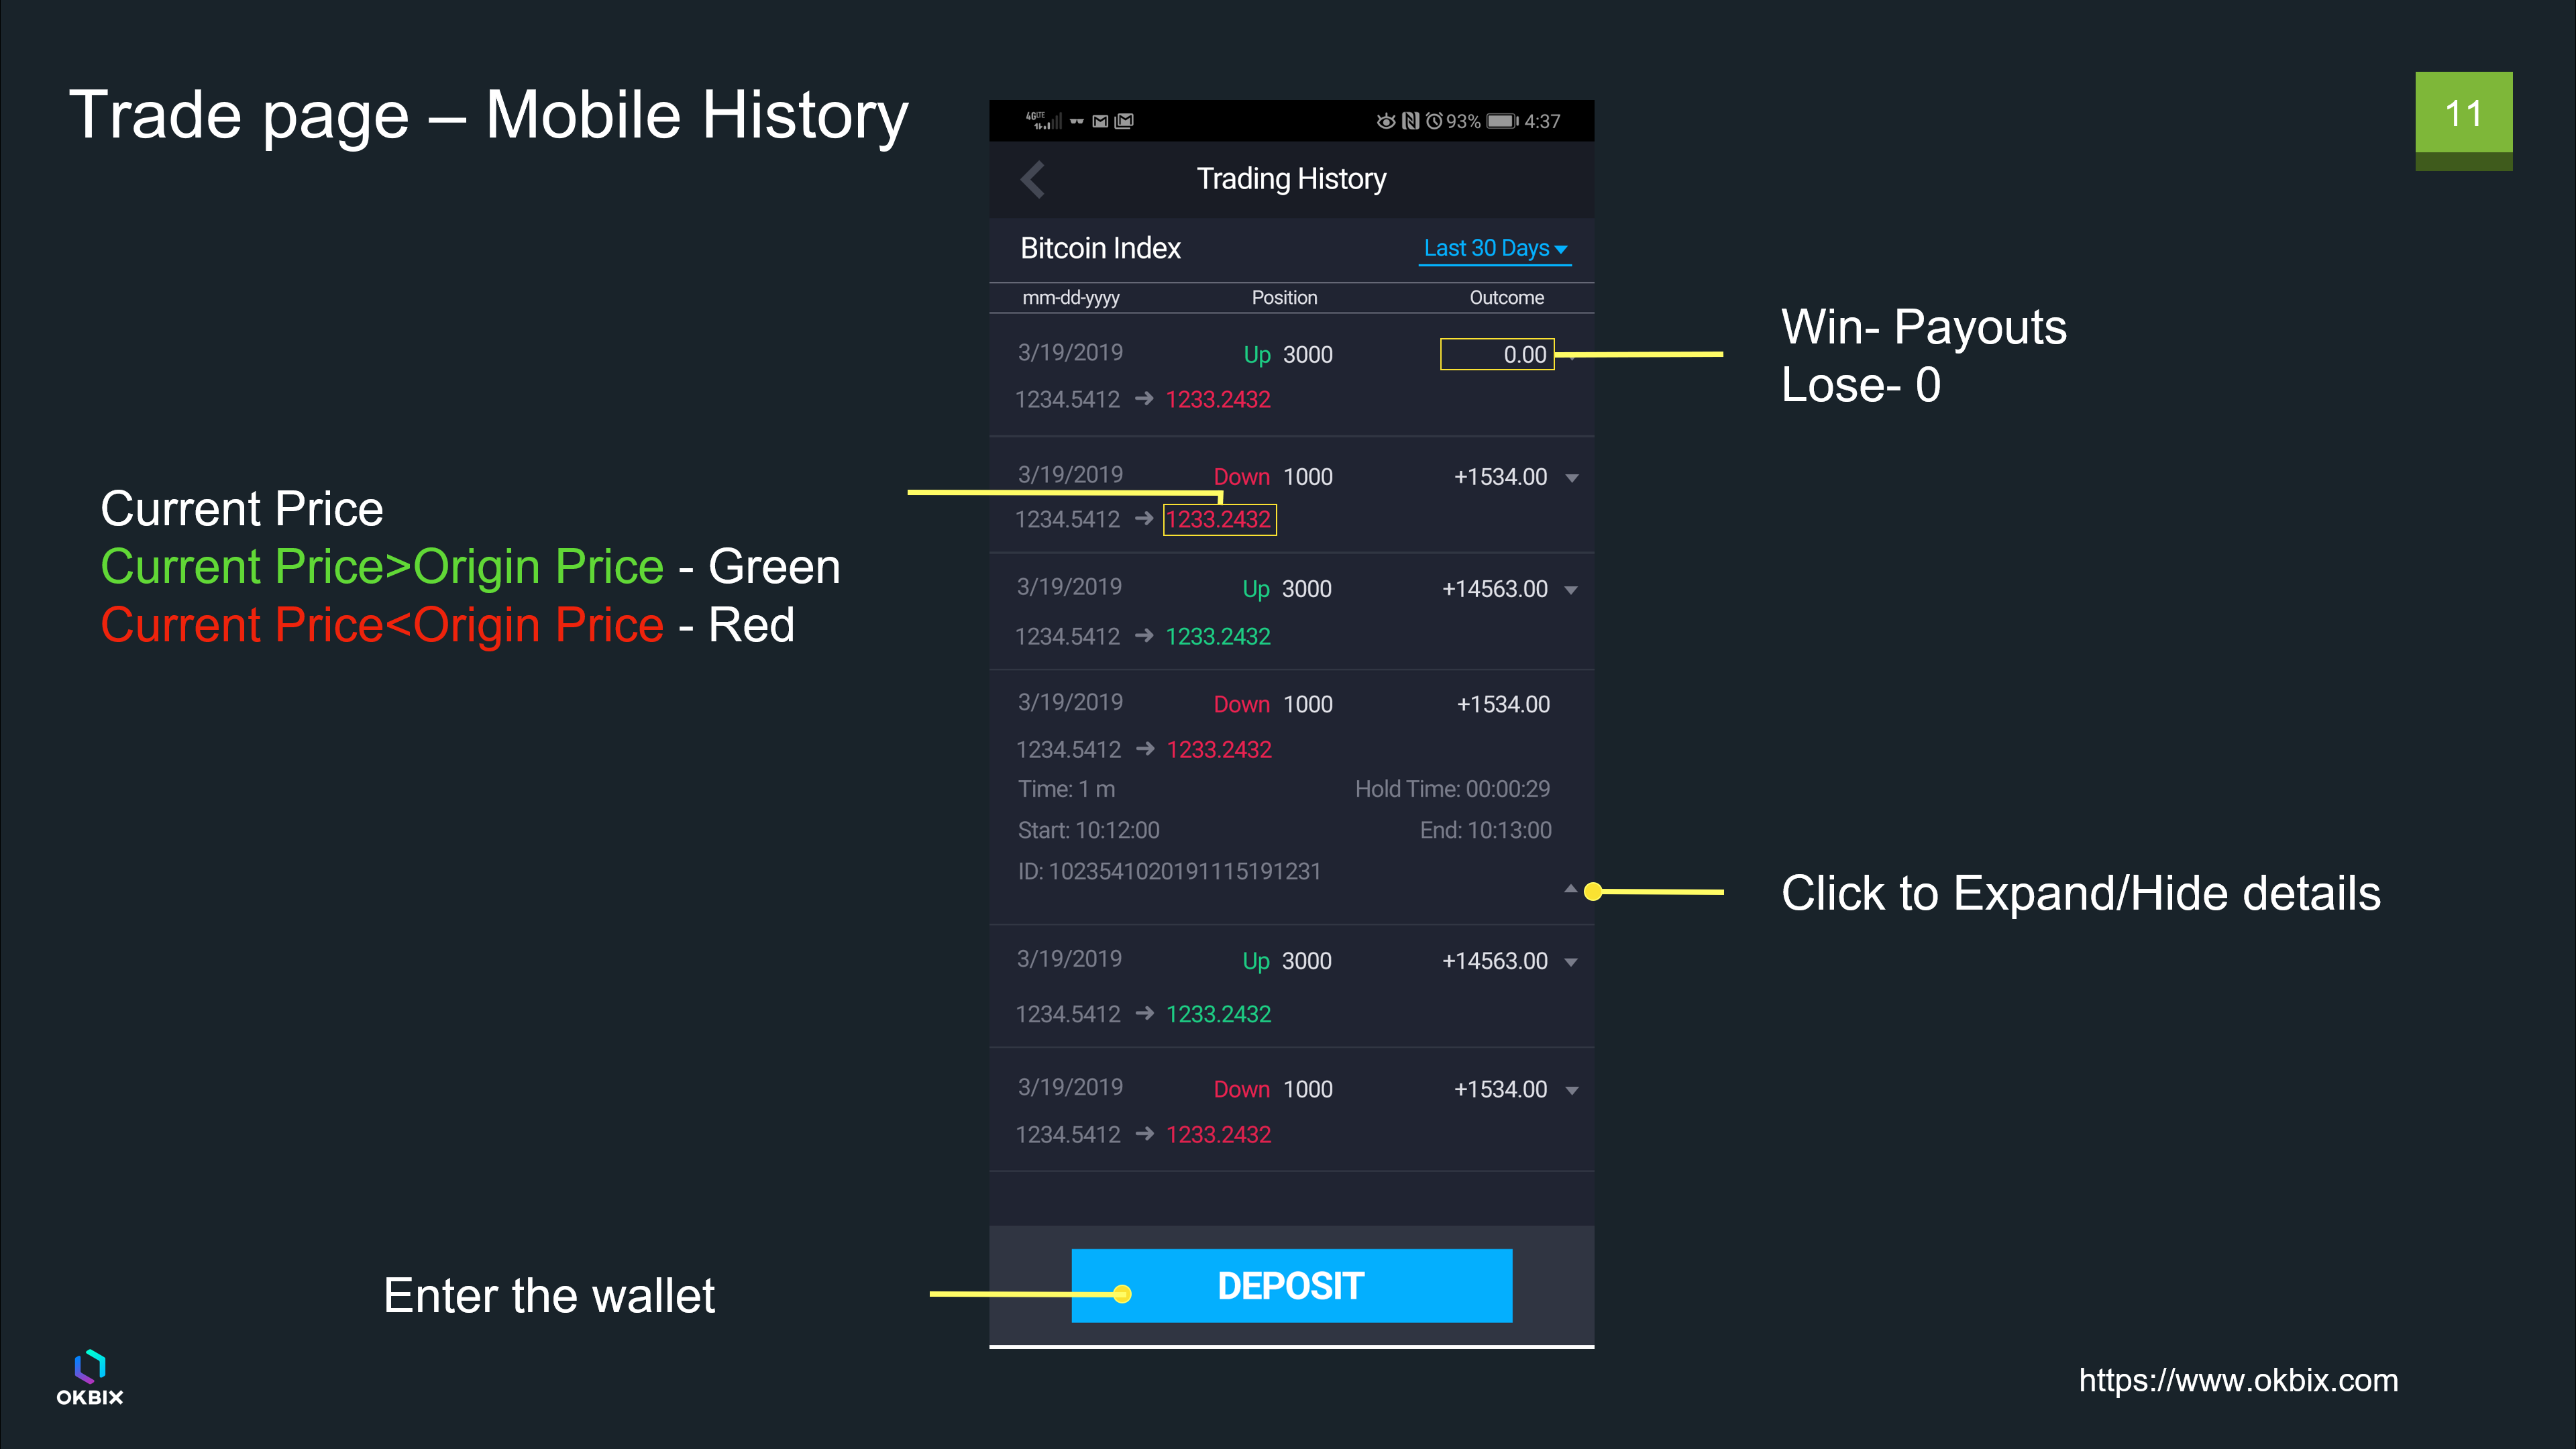 Trade page – Mobile History
11
4G LTE
93%
4:37
Trading History
Bitcoin Index
Last 30 Days
mm-dd-yyyy Position Outcome
3/19/2019 Up 3000 0.00
1234.5412 → 1233.2432
3/19/2019 Down 1000 +1534.00
1234.5412 → 1233.2432
3/19/2019 Up 3000 +14563.00
1234.5412 → 1233.2432
3/19/2019 Down 1000 +1534.00
1234.5412 → 1233.2432
Time: 1 m Hold Time: 00:00:29
Start: 10:12:00 End: 10:13:00
ID: 1023541020191115191231
3/19/2019 Up 3000 +14563.00
1234.5412 → 1233.2432
3/19/2019 Down 1000 +1534.00
1234.5412 → 1233.2432
DEPOSIT
Win- Payouts
Lose- 0
Current Price
Current Price>Origin Price - Green
Current Price<Origin Price - Red
Click to Expand/Hide details
Enter the wallet
OKBIX
https://www.okbix.com